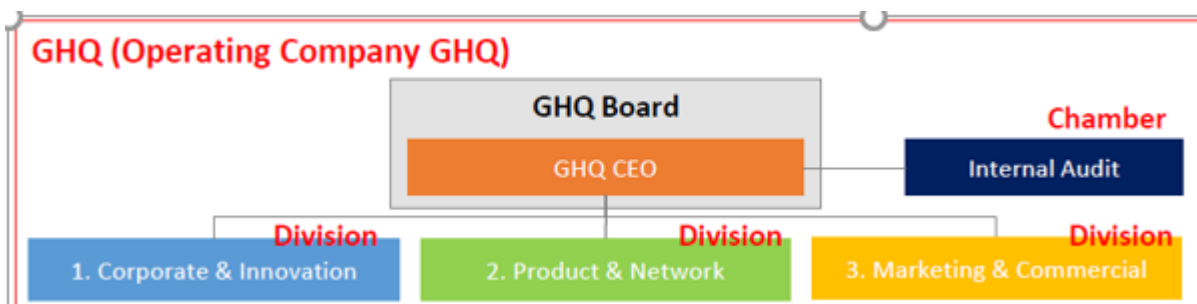 GHQ (Operating Company GHQ)
GHQ Board
Chamber
GHQ CEO
Internal Audit
Division
Division
Division
1. Corporate & Innovation
2. Product & Network
3. Marketing & Commercial